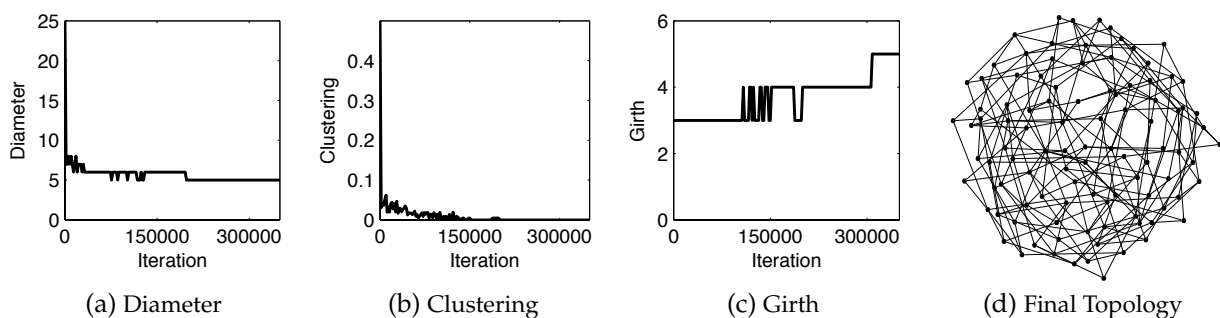 25
20
15
10
5
0
Diameter
0 150000 300000
Iteration
(a) Diameter
0.4
0.3
0.2
0.1
0
Clustering
0 150000 300000
Iteration
(b) Clustering
6
4
2
0
Girth
0 150000 300000
Iteration
(c) Girth
(d) Final Topology